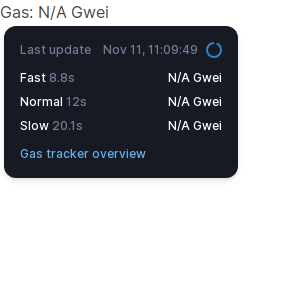 Gas: N/A Gwei
Last update Nov 11, 11:09:49
Fast 8.8s N/A Gwei
Normal 12s N/A Gwei
Slow 20.1s N/A Gwei
Gas tracker overview